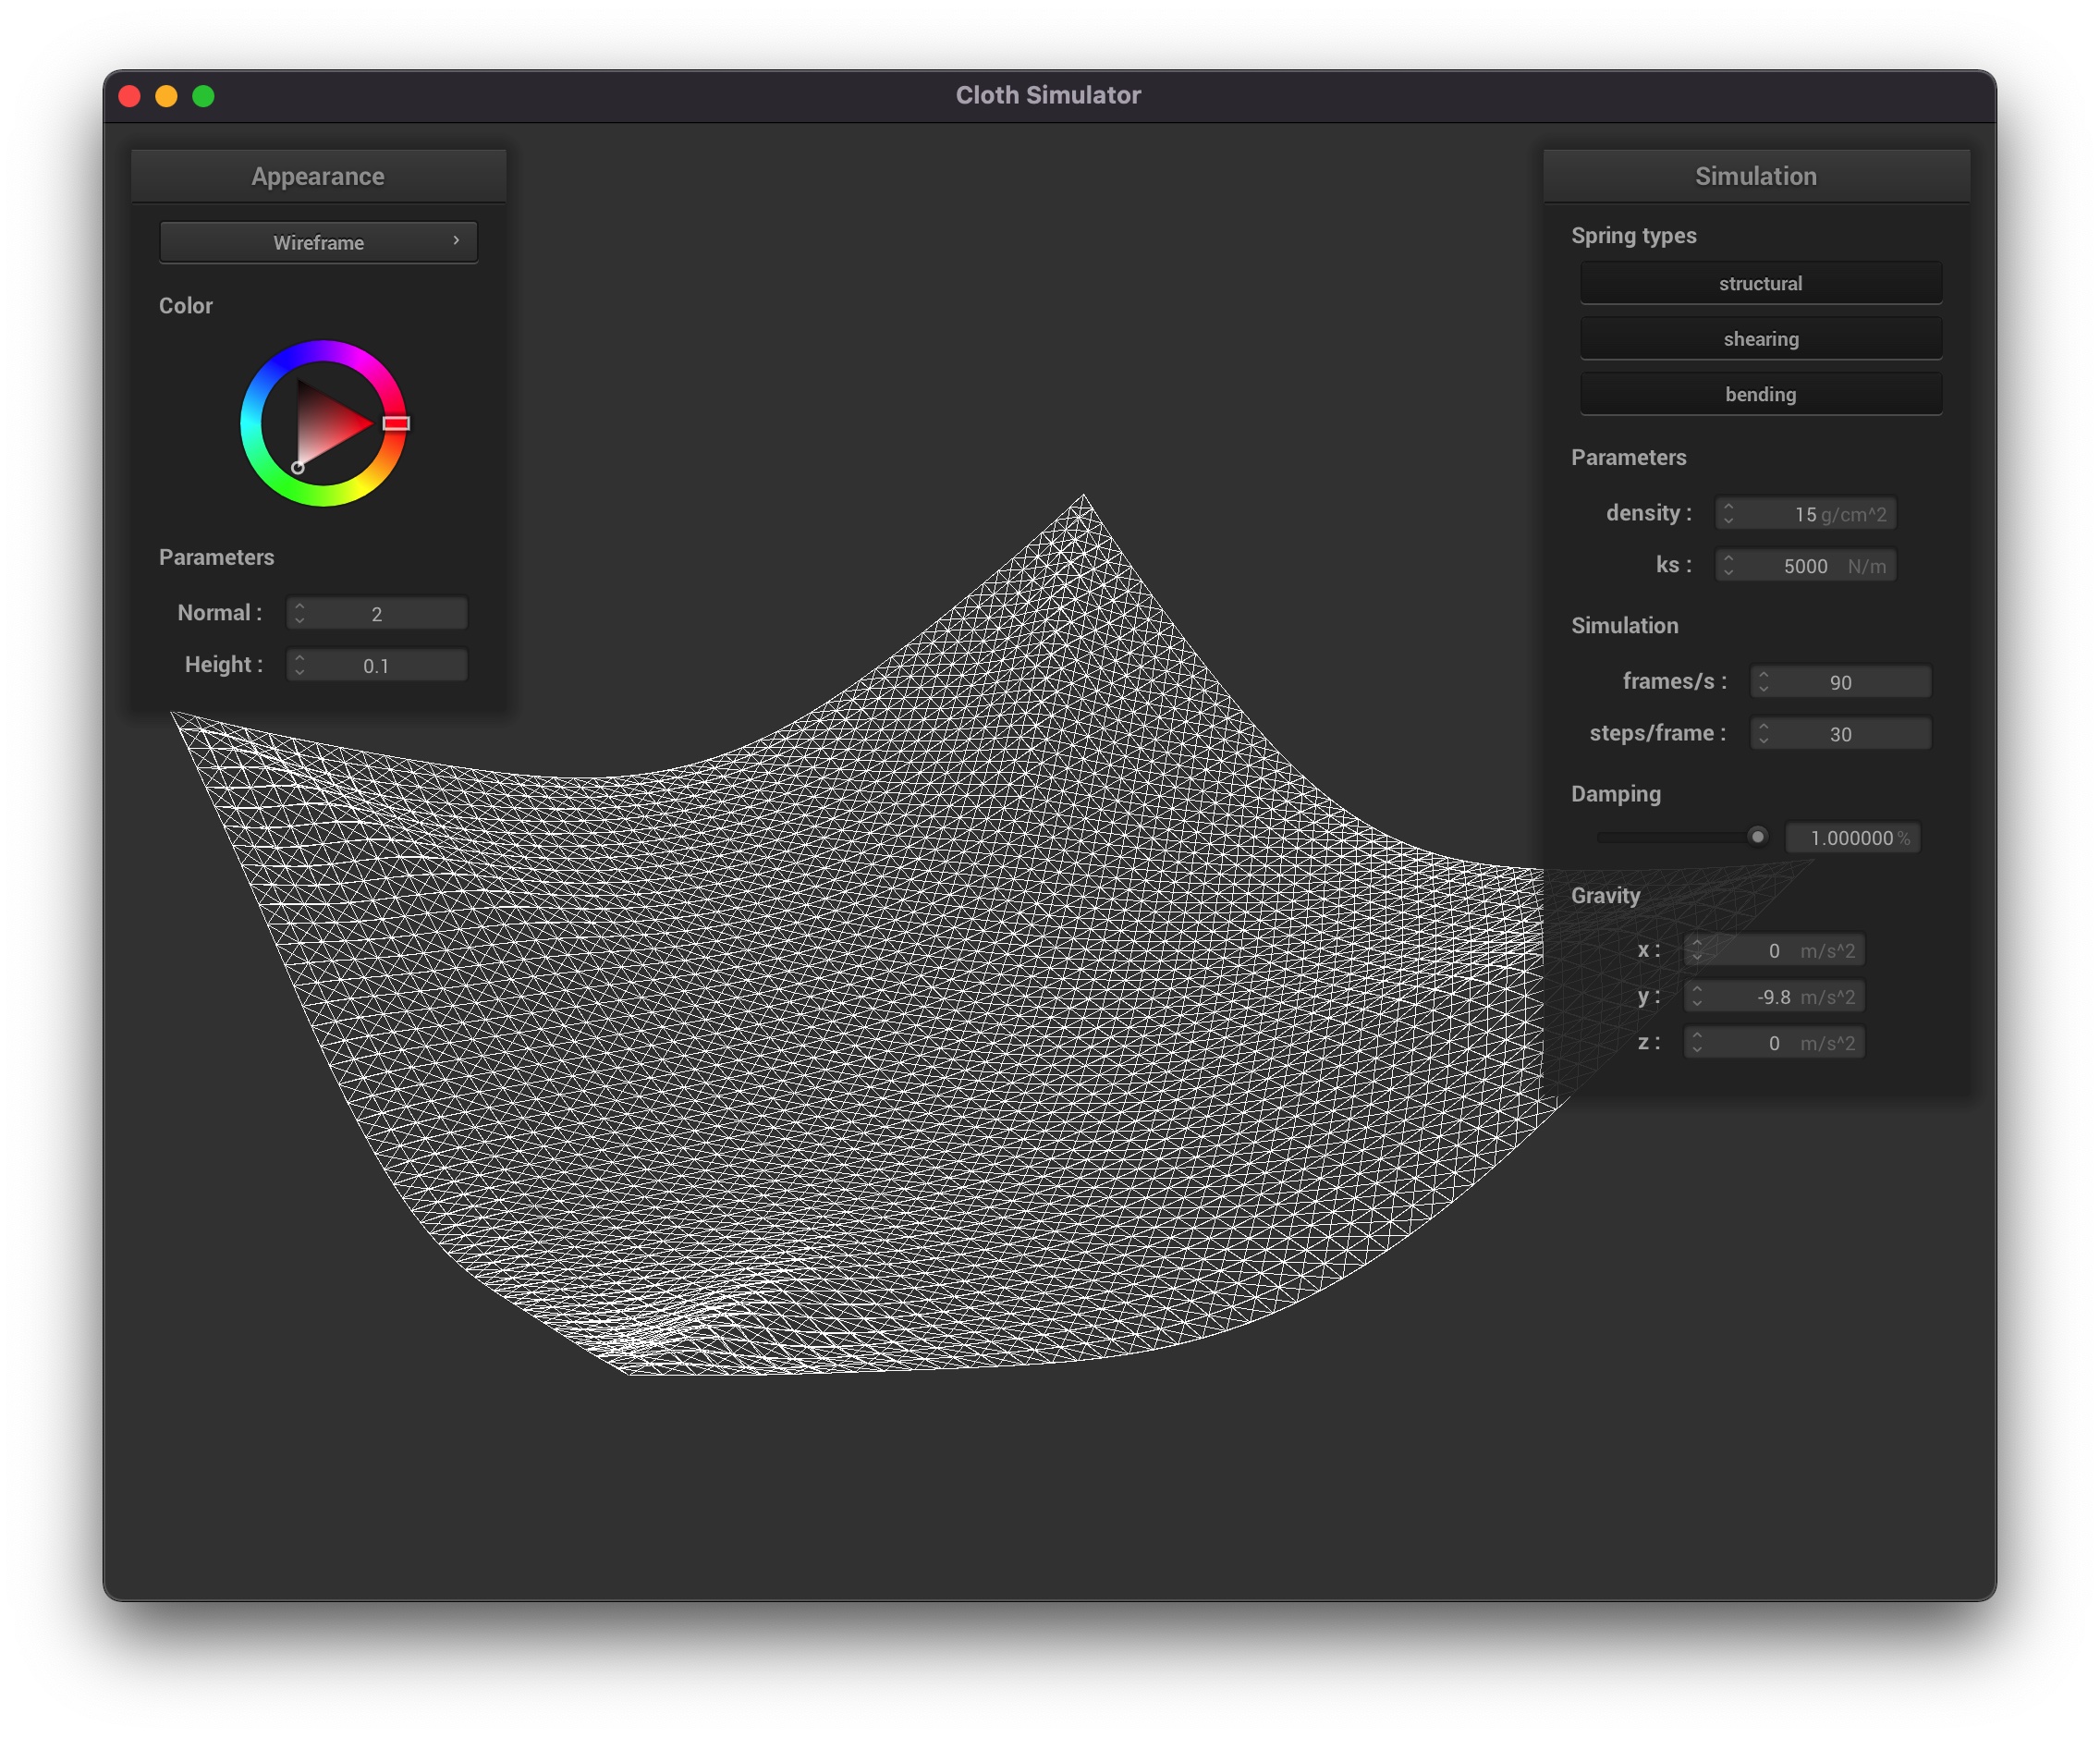 Cloth Simulator
Appearance
Wireframe
Color
Parameters
Normal : 2
Height : 0.1
Simulation
Spring types
structural
shearing
bending
Parameters
density : 15 g/cm^2
ks : 5000 N/m
Simulation
frames/s : 90
steps/frame : 30
Damping
1.000000 %
Gravity
x : 0 m/s^2
y : -9.8 m/s^2
z : 0 m/s^2